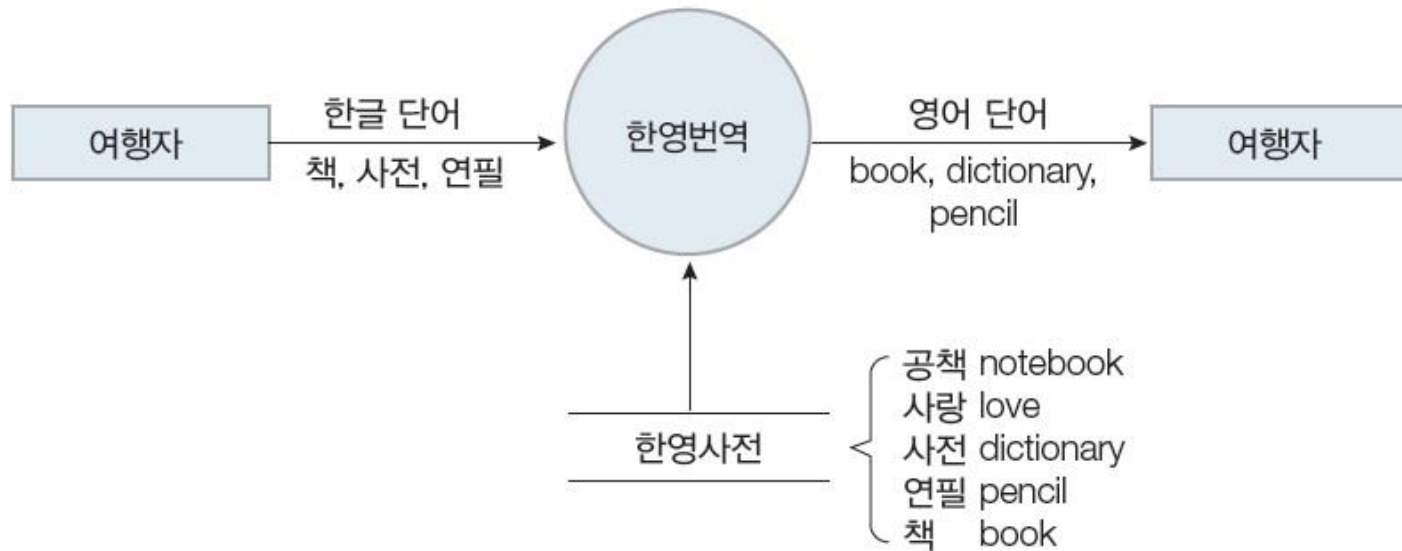 여행자
한글 단어
책, 사전, 연필
한영번역
영어 단어
book, dictionary,
pencil
여행자
한영사전
공책 notebook
사랑 love
사전 dictionary
연필 pencil
책 book